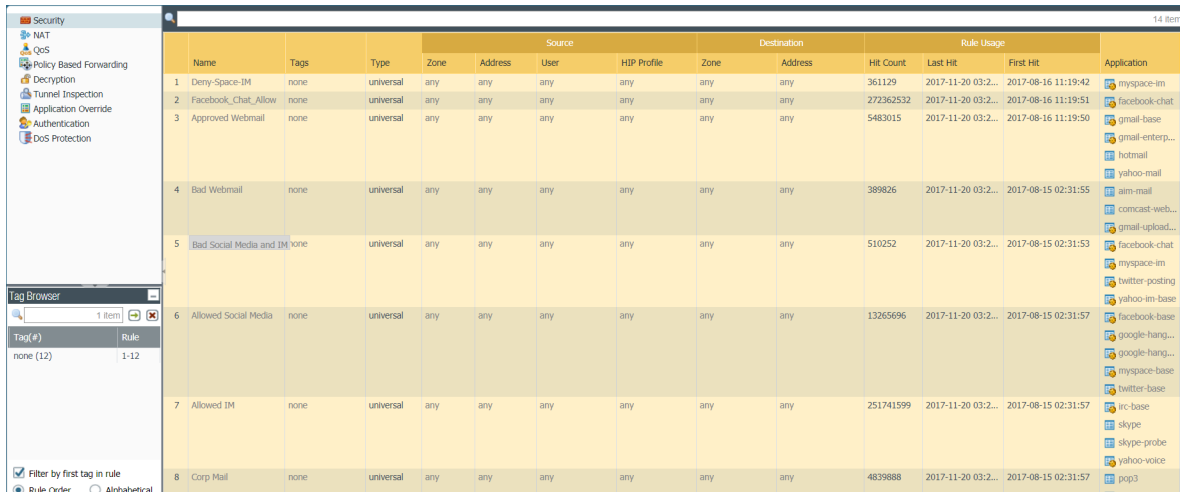 Security
NAT
QoS
Policy Based Forwarding
Decryption
Tunnel Inspection
Application Override
Authentication
DoS Protection
Tag Browser
1 item
Tag(#) Rule
none (12) 1-12
Filter by first tag in rule
Rule Order Alphabetical
14 item
Source Destination Rule Usage
Name Tags Type Zone Address User HIP Profile Zone Address Hit Count Last Hit First Hit Application
1 Deny-Space-IM none universal any any any any any any 361129 2017-11-20 03:2... 2017-08-16 11:19:42 myspace-im
2 Facebook_Chat_Allow none universal any any any any any any 272362532 2017-11-20 03:2... 2017-08-16 11:19:51 facebook-chat
3 Approved Webmail none universal any any any any any any 5483015 2017-11-20 03:2... 2017-08-16 11:19:50 gmail-base
gmail-enterp...
hotmail
yahoo-mail
4 Bad Webmail none universal any any any any any any 389826 2017-11-20 03:2... 2017-08-15 02:31:55 aim-mail
comcast-web...
gmail-upload...
5 Bad Social Media and IM none universal any any any any any any 510252 2017-11-20 03:2... 2017-08-15 02:31:53 facebook-chat
myspace-im
twitter-posting
yahoo-im-base
6 Allowed Social Media none universal any any any any any any 13265696 2017-11-20 03:2... 2017-08-15 02:31:57 facebook-base
google-hang...
google-hang...
myspace-base
twitter-base
7 Allowed IM none universal any any any any any any 251741599 2017-11-20 03:2... 2017-08-15 02:31:57 irc-base
skype
skype-probe
yahoo-voice
8 Corp Mail none universal any any any any any any 4839888 2017-11-20 03:2... 2017-08-15 02:31:57 pop3